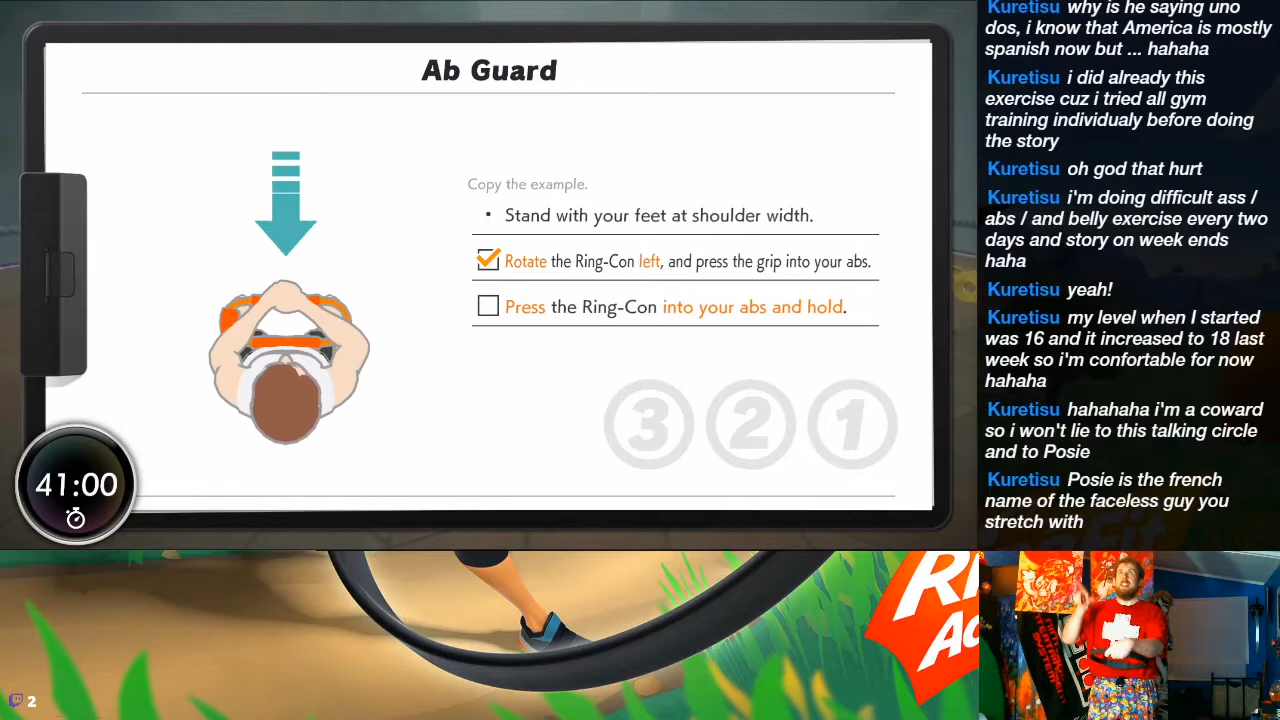 Ab Guard
Copy the example.
• Stand with your feet at shoulder width.
Rotate the Ring-Con left, and press the grip into your abs.
Press the Ring-Con into your abs and hold.
3 2 1
41:00
Kuretisu why is he saying uno
dos, i know that America is mostly
spanish now but ... hahaha
Kuretisu i did already this
exercise cuz i tried all gym
training individualy before doing
the story
Kuretisu oh god that hurt
Kuretisu i'm doing difficult ass /
abs / and belly exercise every two
days and story on week ends
haha
Kuretisu yeah!
Kuretisu my level when I started
was 16 and it increased to 18 last
week so i'm confortable for now
hahaha
Kuretisu hahahaha i'm a coward
so i won't lie to this talking circle
and to Posie
Kuretisu Posie is the french
name of the faceless guy you
stretch with
2